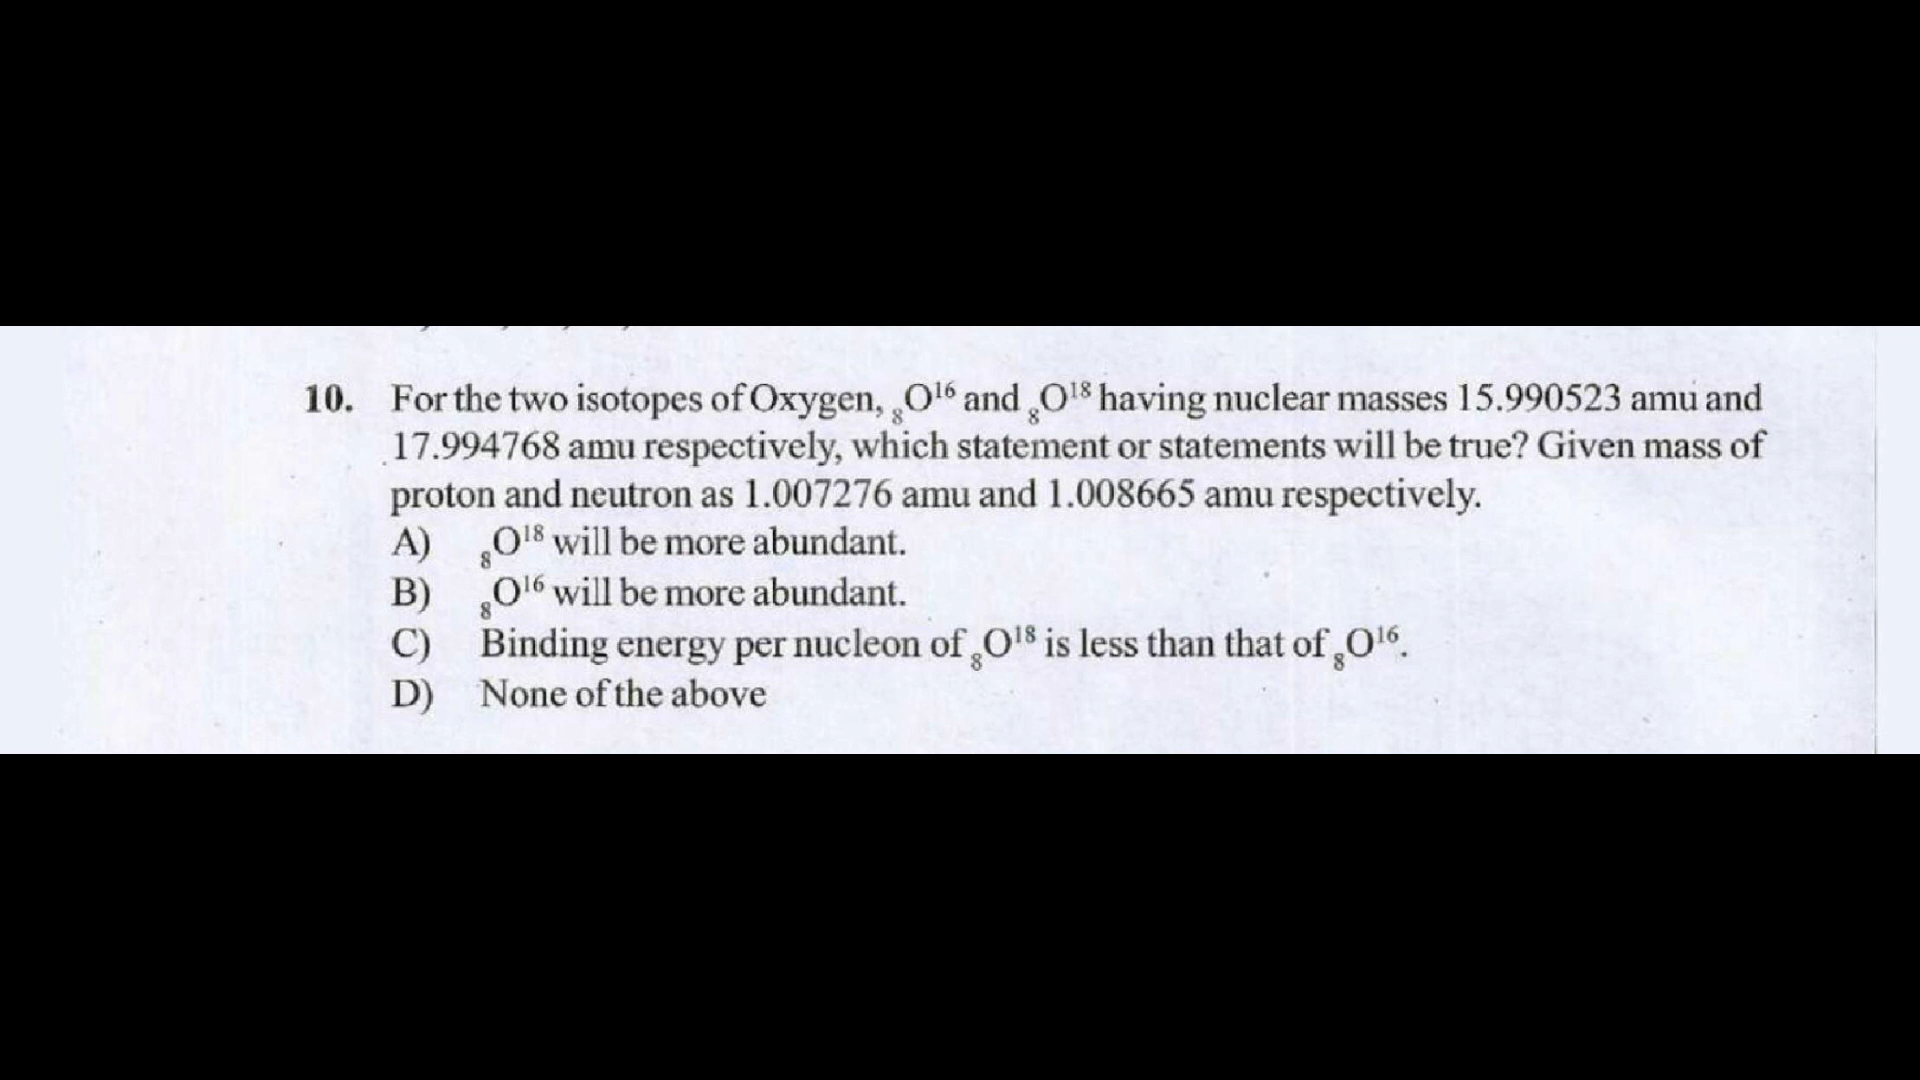 10. For the two isotopes of Oxygen, ₈O¹⁶ and ₈O¹⁸ having nuclear masses 15.990523 amu and
17.994768 amu respectively, which statement or statements will be true? Given mass of
proton and neutron as 1.007276 amu and 1.008665 amu respectively.
A) ₈O¹⁸ will be more abundant.
B) ₈O¹⁶ will be more abundant.
C) Binding energy per nucleon of ₈O¹⁸ is less than that of ₈O¹⁶.
D) None of the above